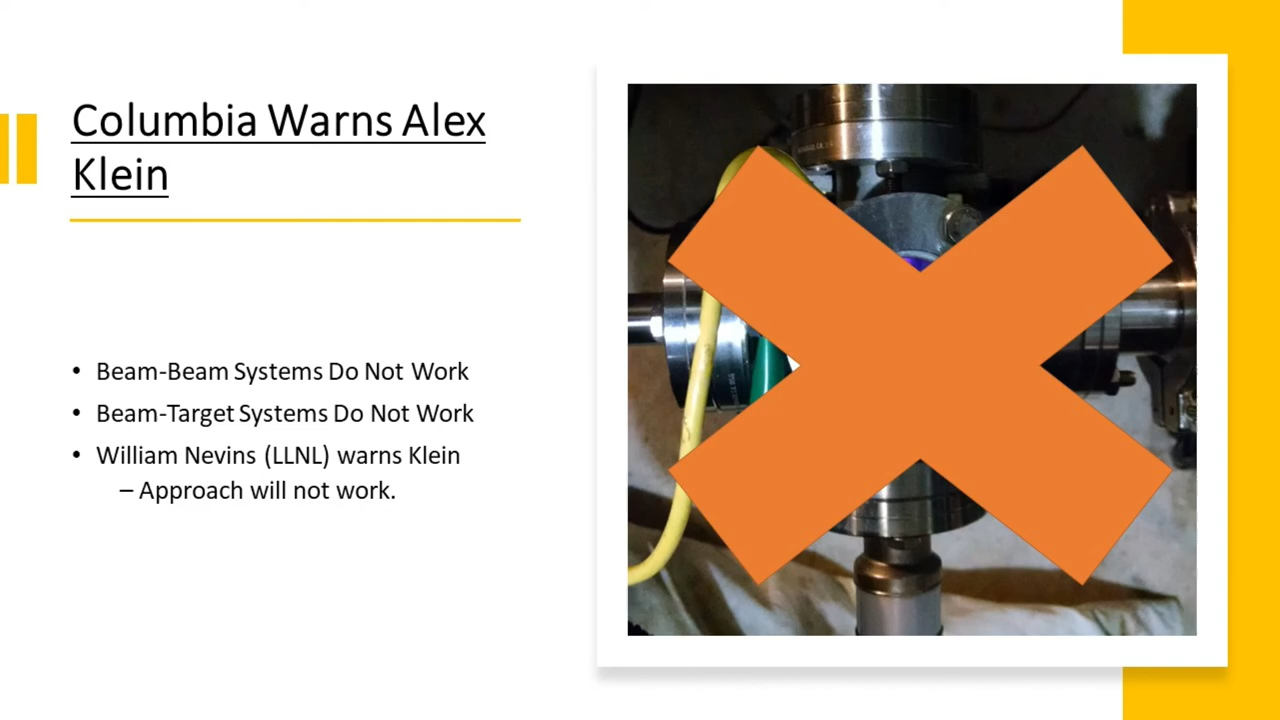 Columbia Warns Alex
Klein
• Beam-Beam Systems Do Not Work
• Beam-Target Systems Do Not Work
• William Nevins (LLNL) warns Klein
– Approach will not work.